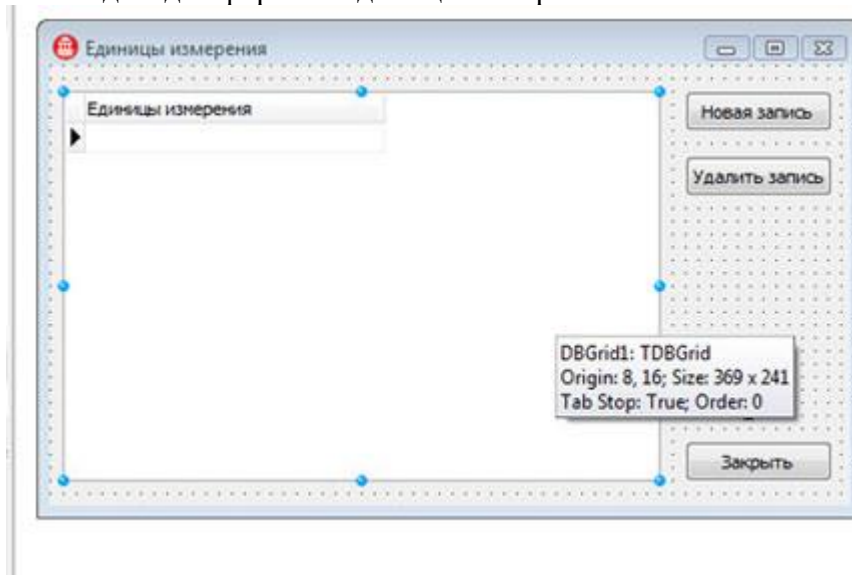 Единицы измерения
Единицы измерения
Новая запись
Удалить запись
DBGrid1: TDBGrid
Origin: 8, 16; Size: 369 x 241
Tab Stop: True; Order: 0
Закрыть